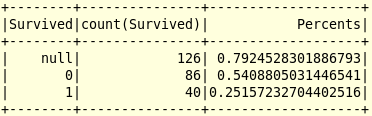 +--------+---------------+-------------------+
|Survived|count(Survived)|           Percents|
+--------+---------------+-------------------+
|    null|            126| 0.7924528301886793|
|       0|             86| 0.5408805031446541|
|       1|             40|0.25157232704402516|
+--------+---------------+-------------------+